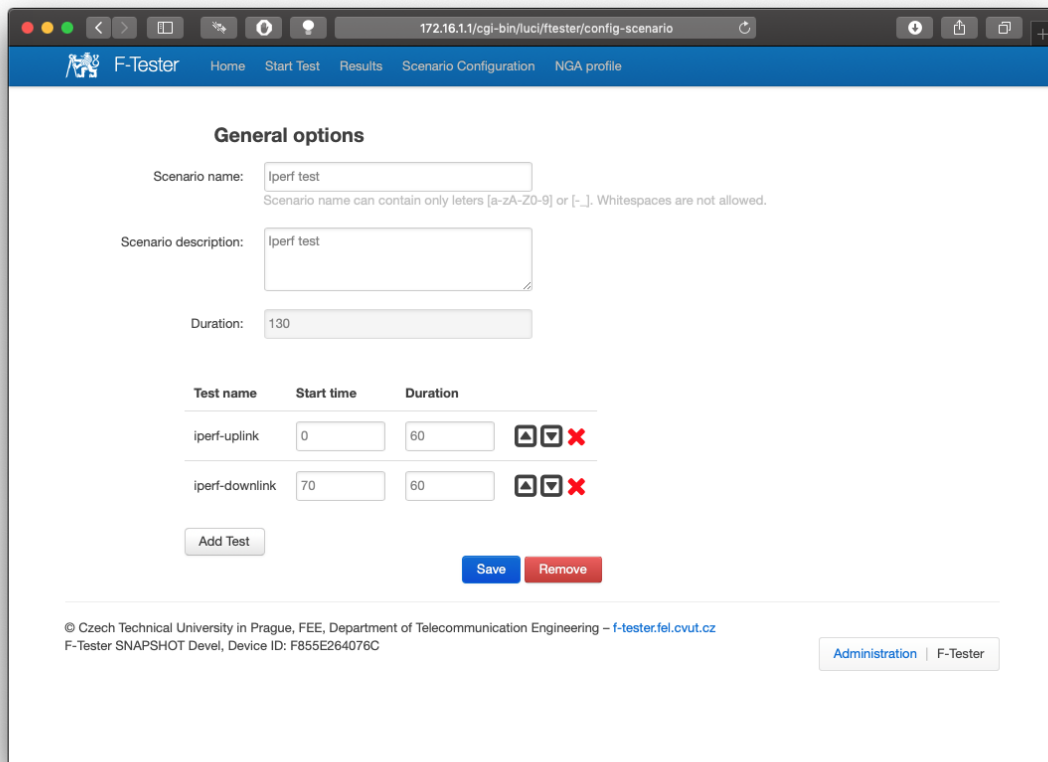 172.16.1.1/cgi-bin/luci/ftester/config-scenario
F-Tester Home Start Test Results Scenario Configuration NGA profile
General options
Scenario name: Iperf test
Scenario name can contain only leters [a-zA-Z0-9] or [-_]. Whitespaces are not allowed.
Scenario description: Iperf test
Duration: 130
Test name Start time Duration
iperf-uplink 0 60
iperf-downlink 70 60
Add Test
Save Remove
© Czech Technical University in Prague, FEE, Department of Telecommunication Engineering – f-tester.fel.cvut.cz
F-Tester SNAPSHOT Devel, Device ID: F855E264076C
Administration | F-Tester